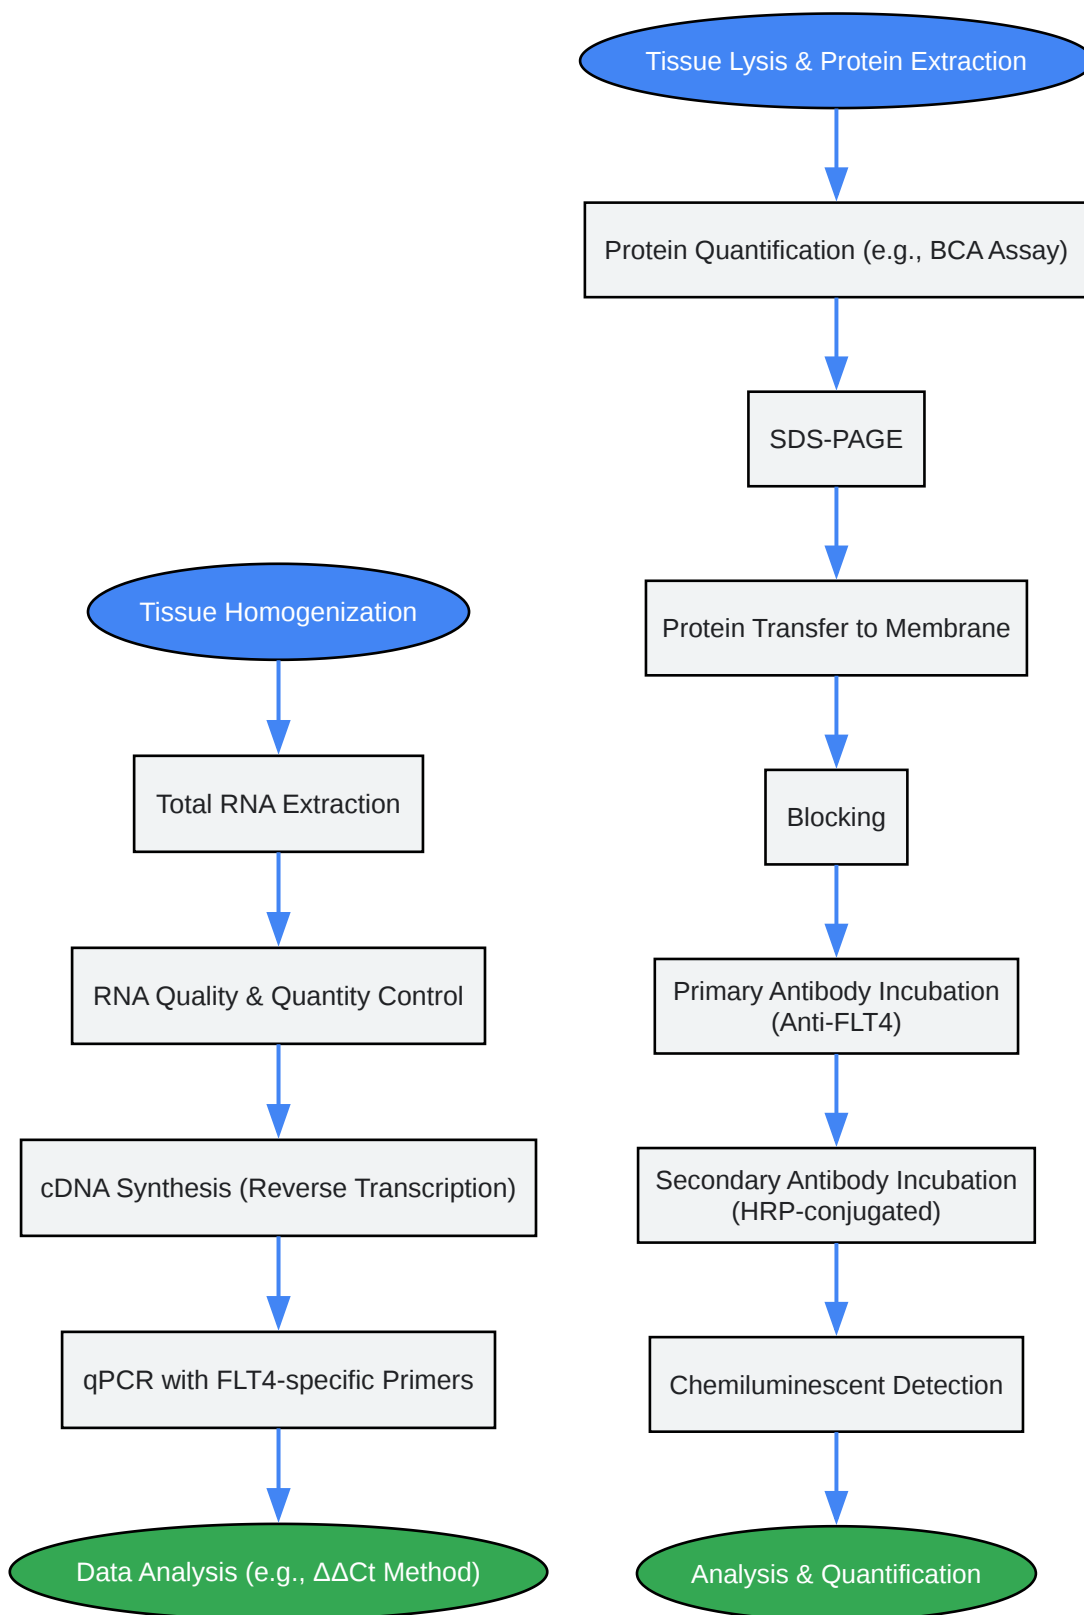 Tissue Homogenization
Total RNA Extraction
RNA Quality & Quantity Control
cDNA Synthesis (Reverse Transcription)
qPCR with FLT4-specific Primers
Data Analysis (e.g., ΔΔCt Method)
Tissue Lysis & Protein Extraction
Protein Quantification (e.g., BCA Assay)
SDS-PAGE
Protein Transfer to Membrane
Blocking
Primary Antibody Incubation
(Anti-FLT4)
Secondary Antibody Incubation
(HRP-conjugated)
Chemiluminescent Detection
Analysis & Quantification